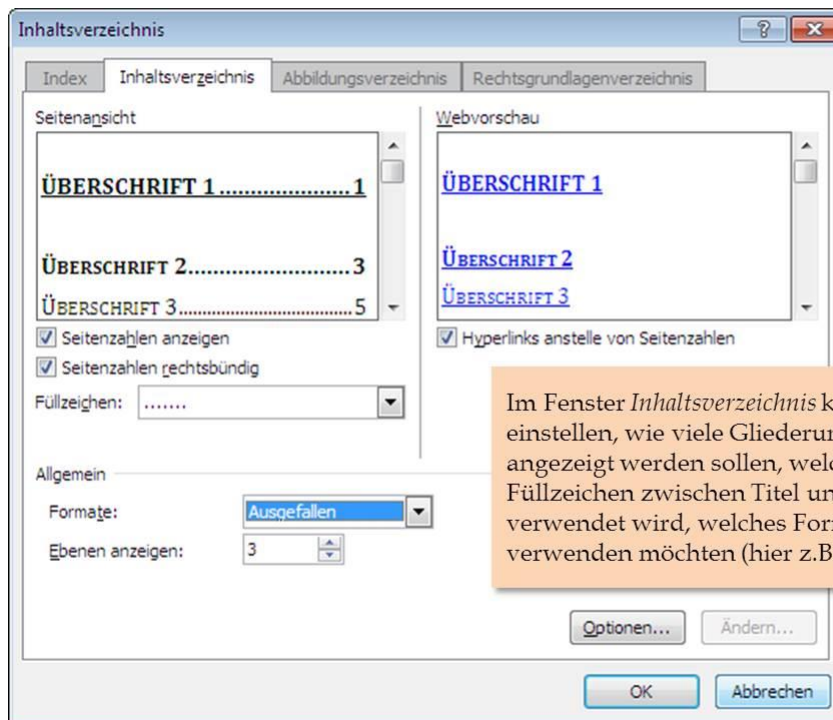 Inhaltsverzeichnis
Index
Inhaltsverzeichnis
Abbildungsverzeichnis
Rechtsgrundlagenverzeichnis
Seitenansicht
ÜBERSCHRIFT 1......................1
ÜBERSCHRIFT 2.......................3
ÜBERSCHRIFT 3.....................................5
Seitenzahlen anzeigen
Seitenzahlen rechtsbündig
Füllzeichen: .......
Webvorschau
ÜBERSCHRIFT 1
ÜBERSCHRIFT 2
ÜBERSCHRIFT 3
Hyperlinks anstelle von Seitenzahlen
Im Fenster Inhaltsverzeichnis
einstellen, wie viele
angezeigt werden sollen,
Füllzeichen zwischen Titel
verwendet wird, welches
verwenden möchten (hier z.B
Allgemein
Formate: Ausgefallen
Ebenen anzeigen: 3
Optionen...
Ändern...
OK
Abbrechen